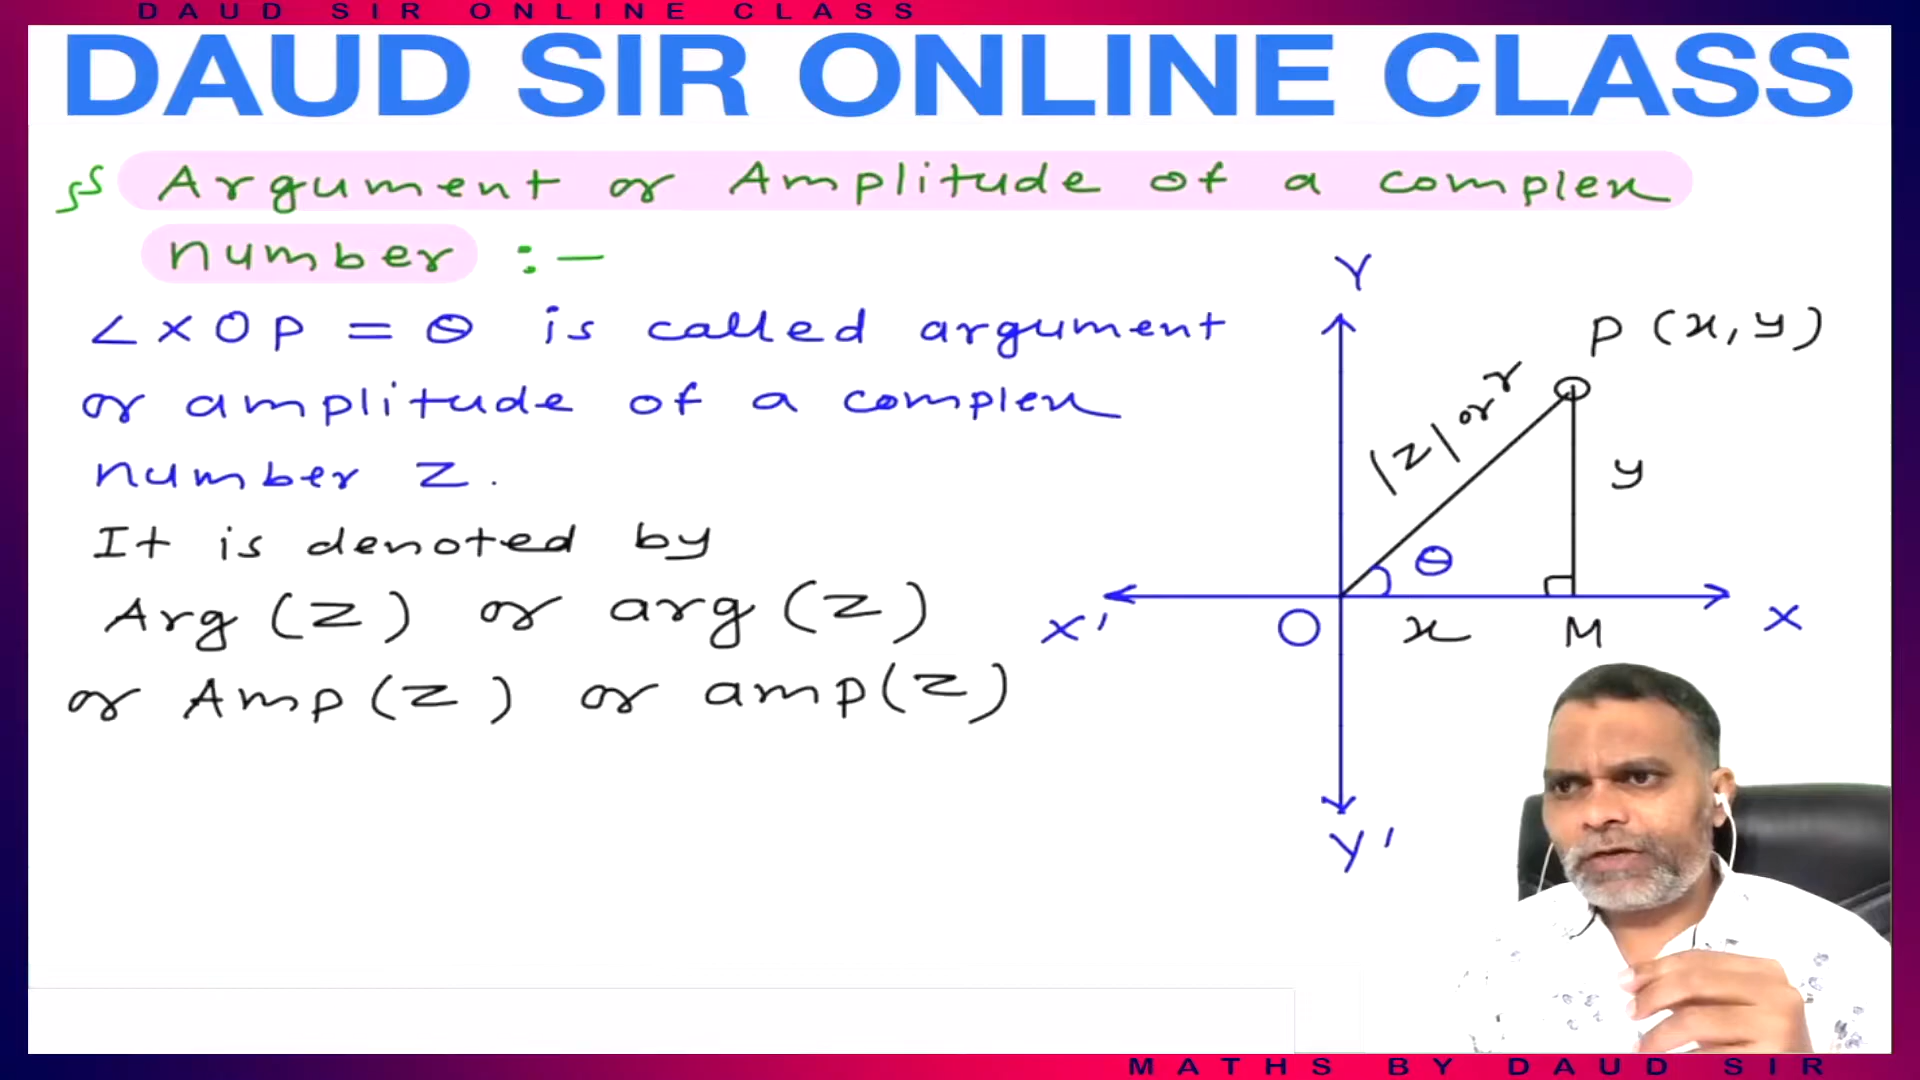 DAUD SIR ONLINE CLASS
DAUD SIR ONLINE CLASS
Argument or Amplitude of a complex
number :-
∠XOP = θ is called argument
or amplitude of a complex
number z.
It is denoted by
Arg (z) or arg (z)
or Amp (z) or amp(z)
Y
P (x, y)
|z| or r
y
θ
X'
O
x
M
X
Y'
MATHS BY DAUD SIR